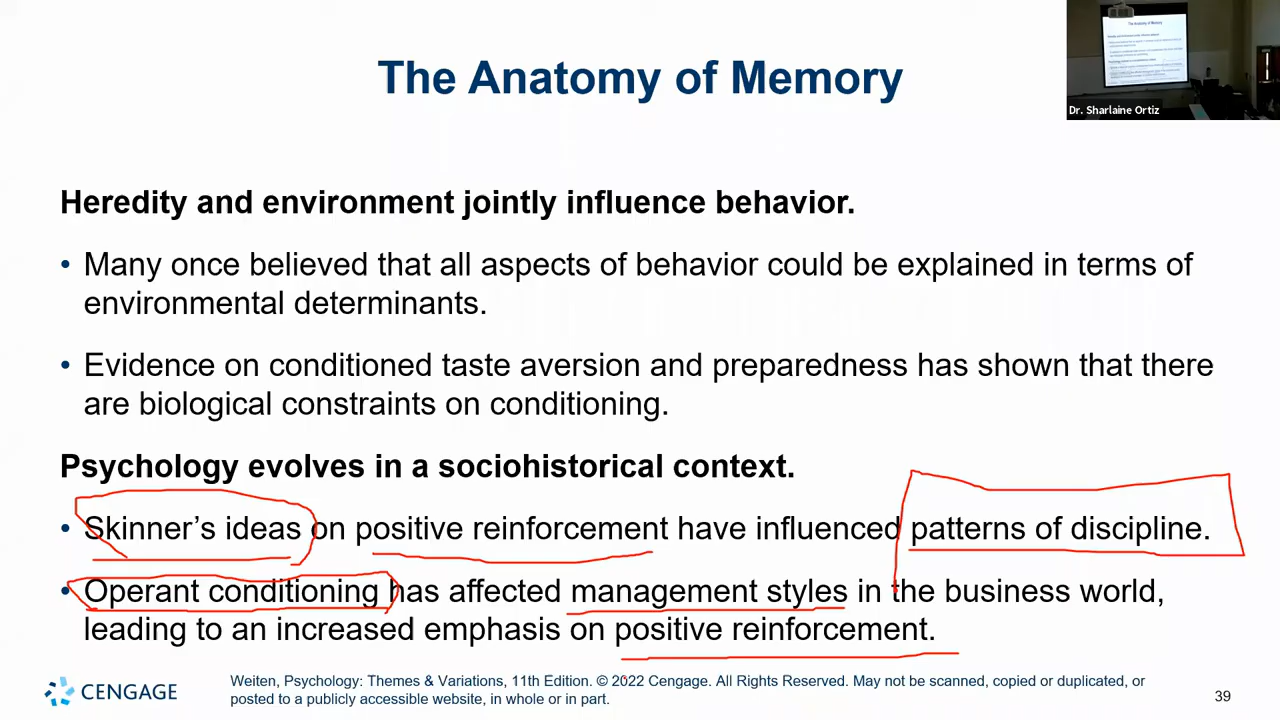 The Anatomy of Memory
Dr. Sharlaine Ortiz
Heredity and environment jointly influence behavior.
• Many once believed that all aspects of behavior could be explained in terms of
environmental determinants.
• Evidence on conditioned taste aversion and preparedness has shown that there
are biological constraints on conditioning.
Psychology evolves in a sociohistorical context.
• Skinner's ideas on positive reinforcement have influenced patterns of discipline.
• Operant conditioning has affected management styles in the business world,
leading to an increased emphasis on positive reinforcement.
CENGAGE
Weiten, Psychology: Themes & Variations, 11th Edition. © 2022 Cengage. All Rights Reserved. May not be scanned, copied or duplicated, or
posted to a publicly accessible website, in whole or in part.
39